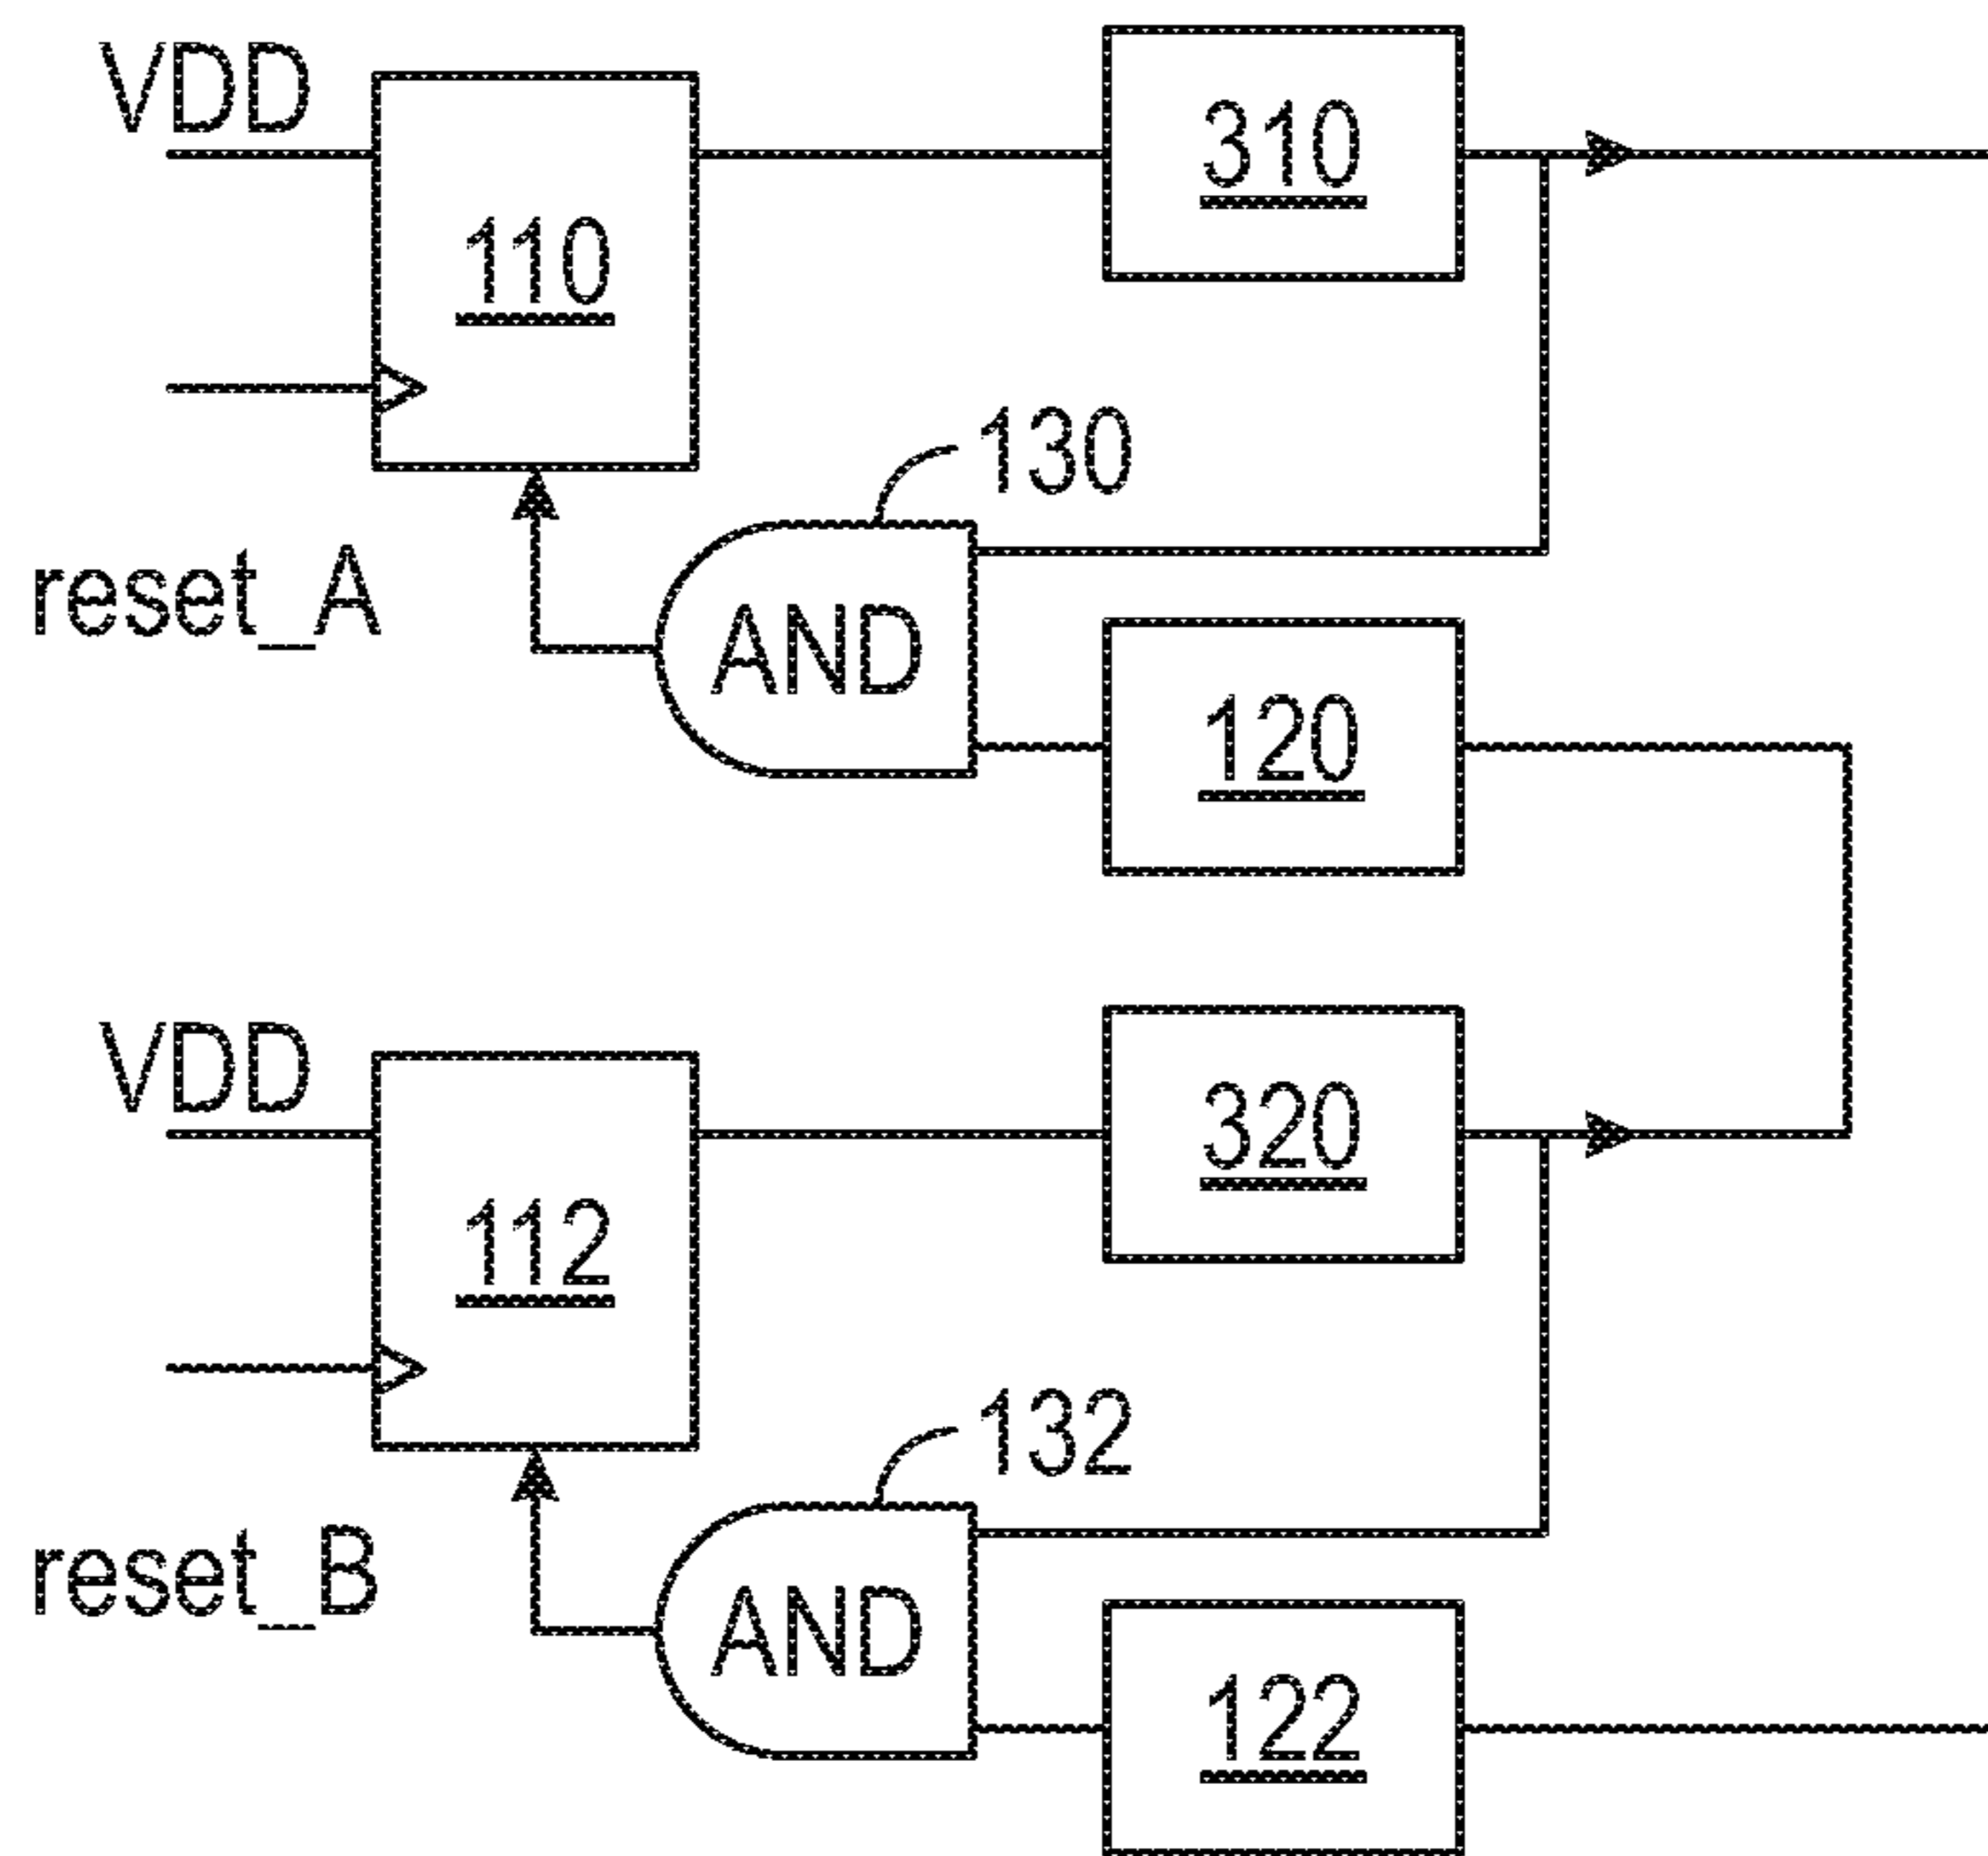 VDD
310
110
130
reset_A
AND
120
VDD
320
112
132
reset_B
AND
122